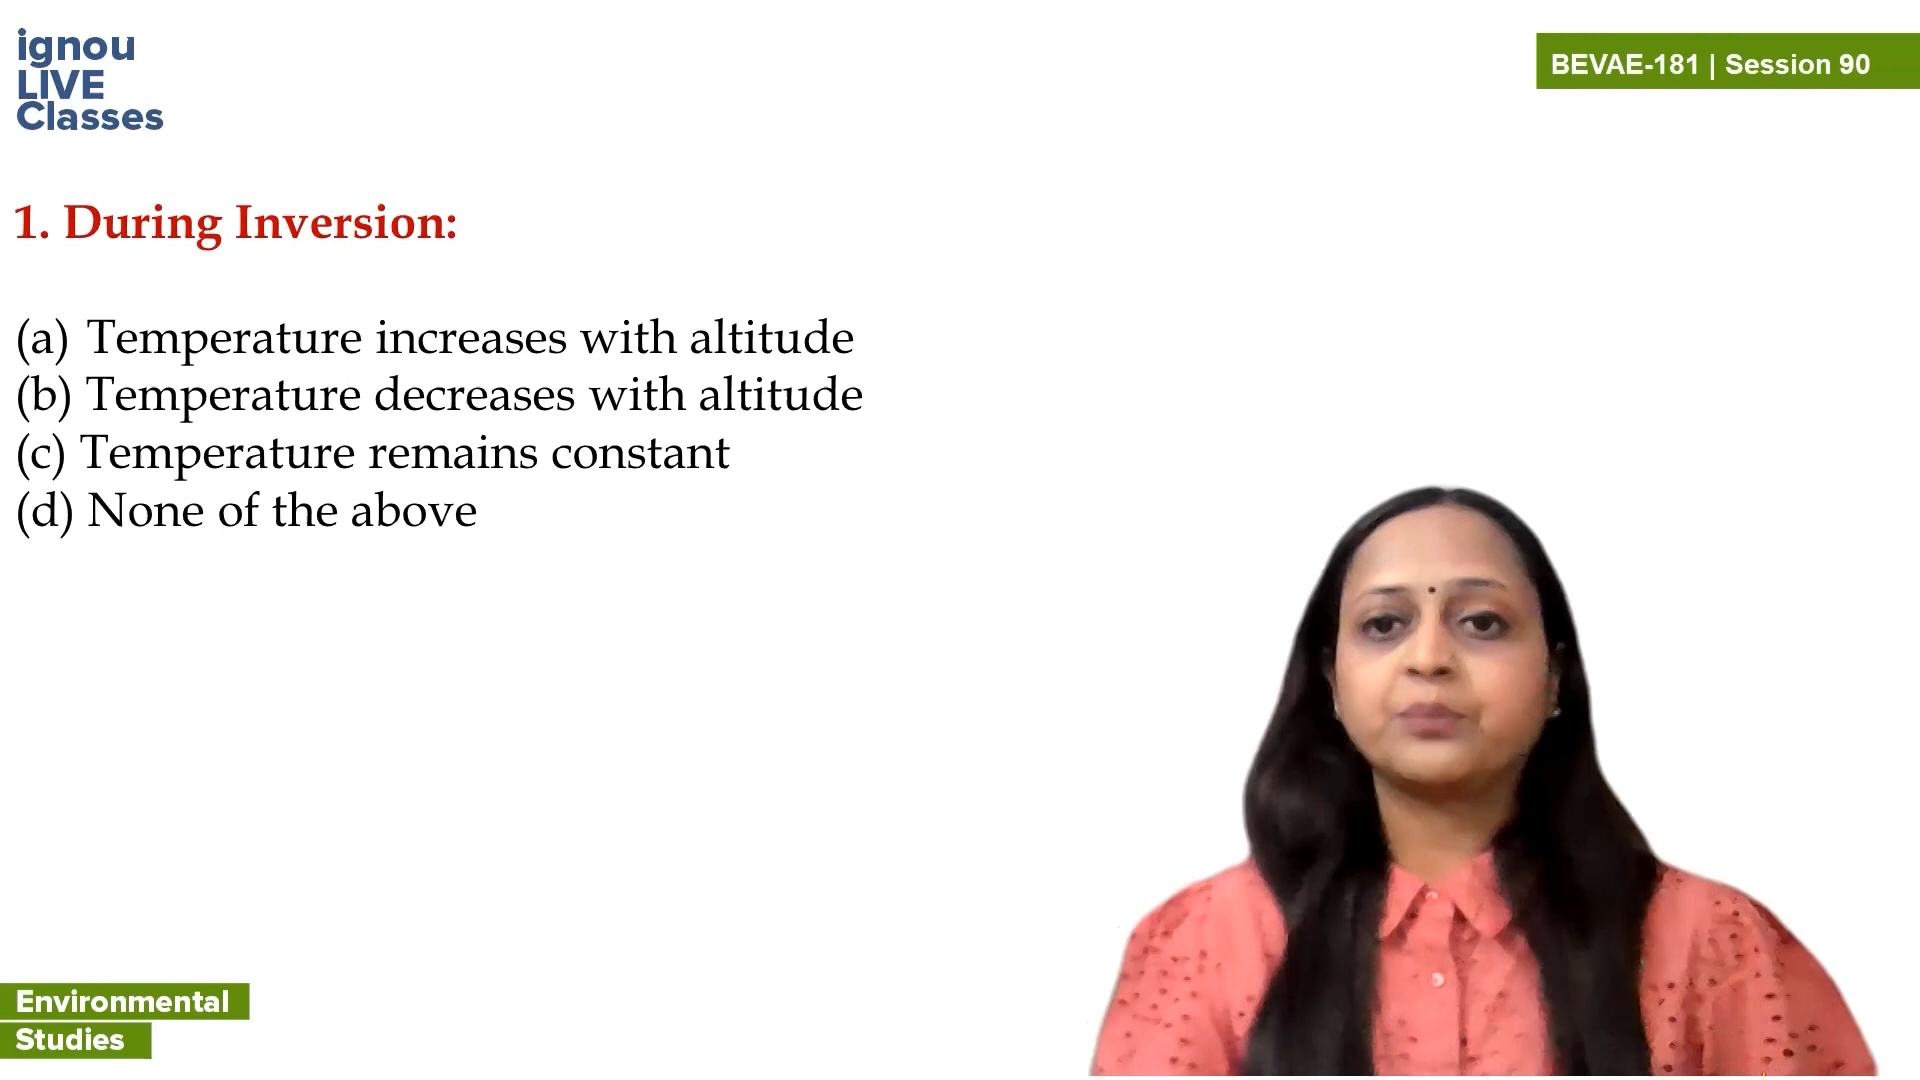 ignou
LIVE
Classes
BEVAE-181 | Session 90
1. During Inversion:
(a) Temperature increases with altitude
(b) Temperature decreases with altitude
(c) Temperature remains constant
(d) None of the above
Environmental
Studies